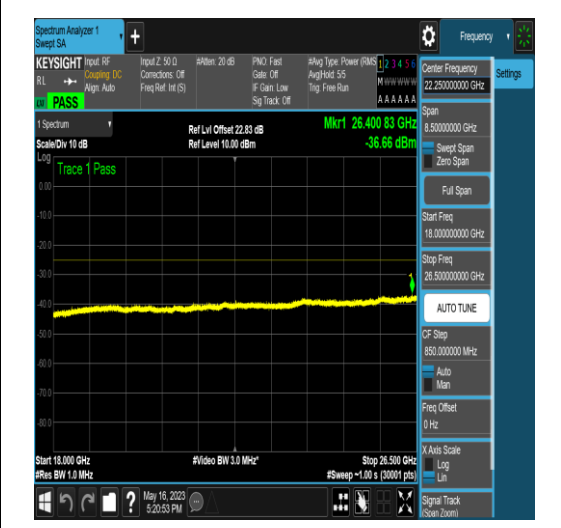 Spectrum Analyzer 1
Swept SA
+
Frequency
KEYSIGHT
RL
PASS
Input: RF
Coupling: DC
Align: Auto
Input Z: 50 Ω
Corrections: Off
Freq Ref: Int (S)
#Atten: 20 dB
PNO: Fast
Gate: Off
IF Gain: Low
Sig Track: Off
#Avg Type: Power (RMS
Avg|Hold: 5/5
Trig: Free Run
1 2 3 4 5 6
M W W W W W
A A A A A A
Settings
1 Spectrum
Scale/Div 10 dB
Ref Lvl Offset 22.83 dB
Ref Level 10.00 dBm
Mkr1 26.400 83 GHz
-36.66 dBm
Log
Trace 1 Pass
0.00
-10.0
-20.0
-30.0
-40.0
-50.0
-60.0
-70.0
-80.0
1
Start 18.000 GHz
#Res BW 1.0 MHz
#Video BW 3.0 MHz*
Stop 26.500 GHz
#Sweep ~1.00 s (30001 pts)
Center Frequency
22.250000000 GHz
Span
8.50000000 GHz
Swept Span
Zero Span
Full Span
Start Freq
18.000000000 GHz
Stop Freq
26.500000000 GHz
AUTO TUNE
CF Step
850.000000 MHz
Auto
Man
Freq Offset
0 Hz
X Axis Scale
Log
Lin
Signal Track
(Span Zoom)
?
May 16, 2023
5:20:53 PM